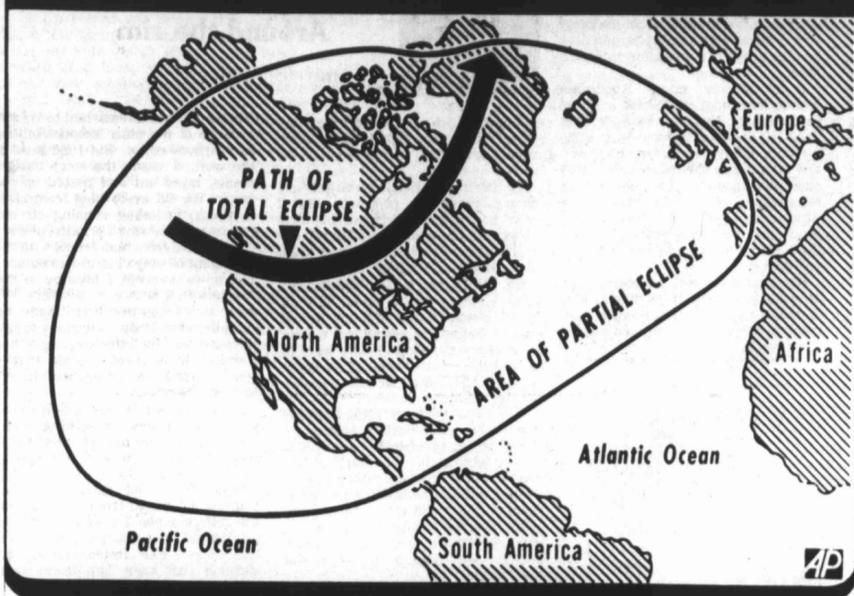 PATH OF
TOTAL ECLIPSE
Europe
North America
AREA OF PARTIAL ECLIPSE
Africa
Atlantic Ocean
Pacific Ocean
South America
AP